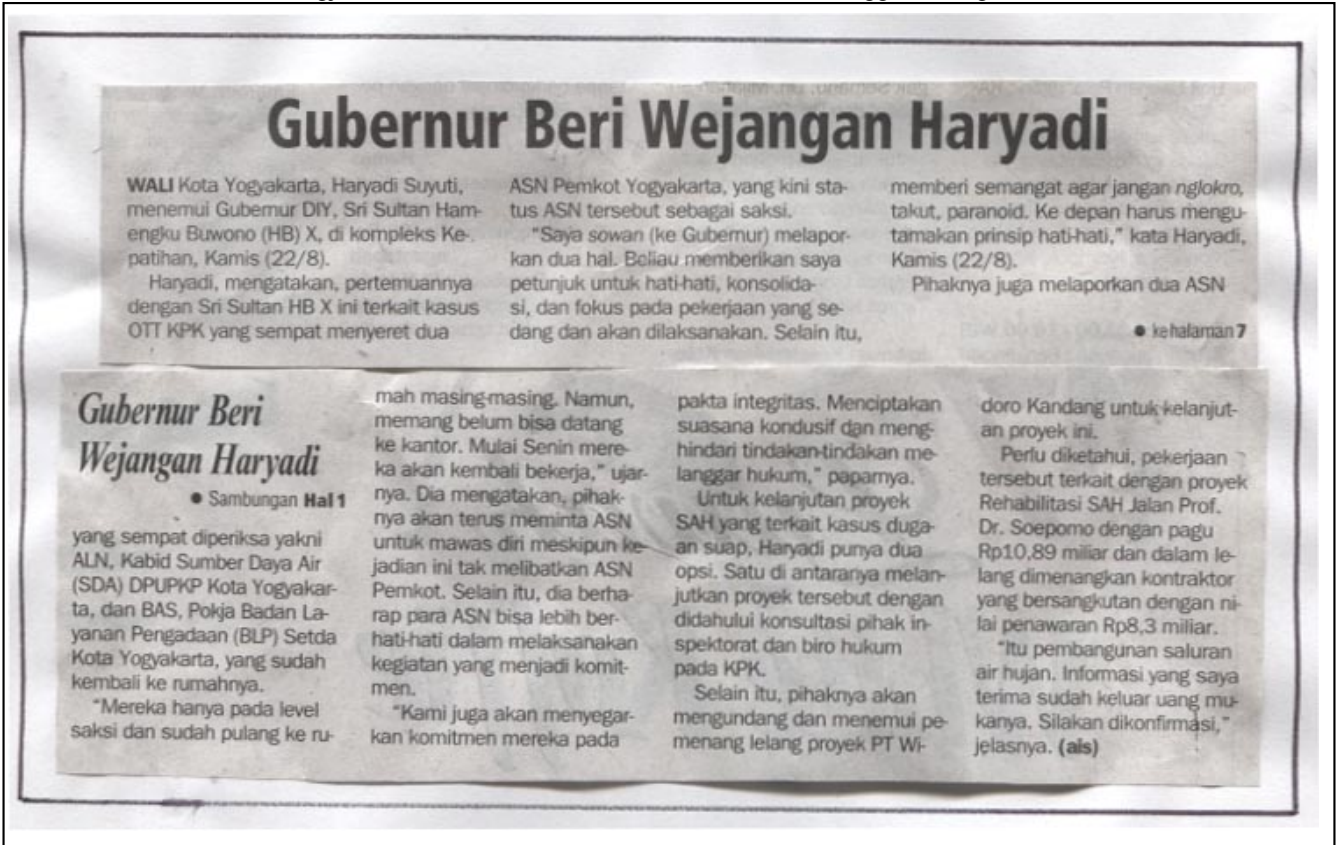 Gubernur Beri Wejangan Haryadi
WALI Kota Yogyakarta, Haryadi Suyuti,
menemui Gubernur DIY, Sri Sultan Ham-
engku Buwono (HB) X, di kompleks Ke-
patihan, Kamis (22/8).
Haryadi, mengatakan, pertemuannya
dengan Sri Sultan HB X ini terkait kasus
OTT KPK yang sempat menyeret dua
ASN Pemkot Yogyakarta, yang kini sta-
tus ASN tersebut sebagai saksi.
"Saya sowan (ke Gubernur) melapor-
kan dua hal. Beliau memberikan saya
petunjuk untuk hati-hati, konsolida-
si, dan fokus pada pekerjaan yang se-
dang dan akan dilaksanakan. Selain itu,
memberi semangat agar jangan nglokro,
takut, paranoid. Ke depan harus mengu-
tamakan prinsip hati-hati," kata Haryadi,
Kamis (22/8).
Pihaknya juga melaporkan dua ASN
● ke halaman 7
Gubernur Beri
Wejangan Haryadi
● Sambungan Hal 1
yang sempat diperiksa yakni
ALN, Kabid Sumber Daya Air
(SDA) DPUPKP Kota Yogyakar-
ta, dan BAS, Pokja Badan La-
yanan Pengadaan (BLP) Setda
Kota Yogyakarta, yang sudah
kembali ke rumahnya.
"Mereka hanya pada level
saksi dan sudah pulang ke ru-
mah masing-masing. Namun,
memang belum bisa datang
ke kantor. Mulai Senin mere-
ka akan kembali bekerja," ujar-
nya. Dia mengatakan, pihak-
nya akan terus meminta ASN
untuk mawas diri meskipun ke-
jadian ini tak melibatkan ASN
Pemkot. Selain itu, dia berha-
rap para ASN bisa lebih ber-
hati-hati dalam melaksanakan
kegiatan yang menjadi komit-
men.
"Kami juga akan menyegar-
kan komitmen mereka pada
pakta integritas. Menciptakan
suasana kondusif dan meng-
hindari tindakan-tindakan me-
langgar hukum," paparnya.
Untuk kelanjutan proyek
SAH yang terkait kasus duga-
an suap, Haryadi punya dua
opsi. Satu di antaranya melan-
jutkan proyek tersebut dengan
didahului konsultasi pihak in-
spektorat dan biro hukum
pada KPK.
Selain itu, pihaknya akan
mengundang dan menemui pe-
menang lelang proyek PT Wi-
doro Kandang untuk kelanjut-
an proyek ini.
Perlu diketahui, pekerjaan
tersebut terkait dengan proyek
Rehabilitasi SAH Jalan Prof.
Dr. Soepomo dengan pagu
Rp10,89 miliar dan dalam le-
lang dimenangkan kontraktor
yang bersangkutan dengan ni-
lai penawaran Rp8,3 miliar.
"Itu pembangunan saluran
air hujan. Informasi yang saya
terima sudah keluar uang mu-
kanya. Silakan dikonfirmasi,"
jelasnya. (ais)